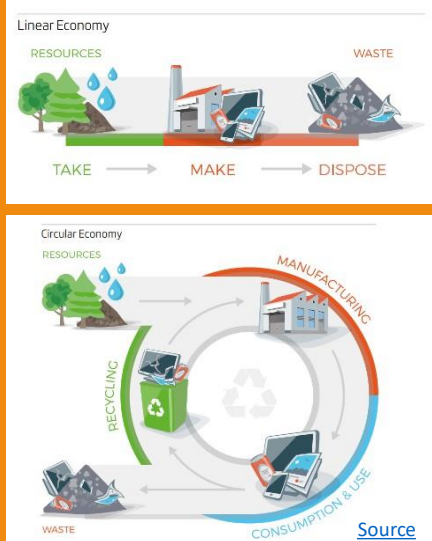 Linear Economy
RESOURCES
WASTE
TAKE
MAKE
DISPOSE
Circular Economy
RESOURCES
MANUFACTURING
RECYCLING
CONSUMPTION & USE
WASTE
Source